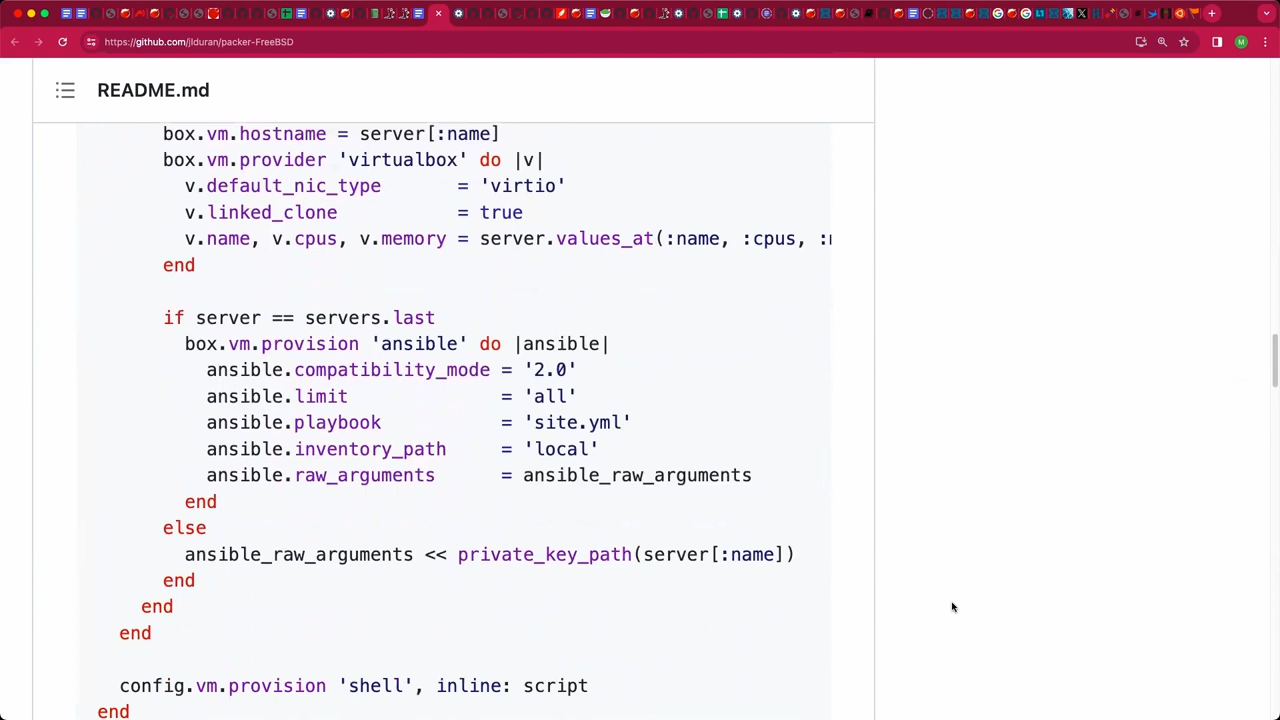 https://github.com/jlduran/packer-FreeBSD
README.md
box.vm.hostname = server[:name]
box.vm.provider 'virtualbox' do |v|
v.default_nic_type = 'virtio'
v.linked_clone = true
v.name, v.cpus, v.memory = server.values_at(:name, :cpus, :
end
if server == servers.last
box.vm.provision 'ansible' do |ansible|
ansible.compatibility_mode = '2.0'
ansible.limit = 'all'
ansible.playbook = 'site.yml'
ansible.inventory_path = 'local'
ansible.raw_arguments = ansible_raw_arguments
end
else
ansible_raw_arguments << private_key_path(server[:name])
end
end
end
config.vm.provision 'shell', inline: script
end